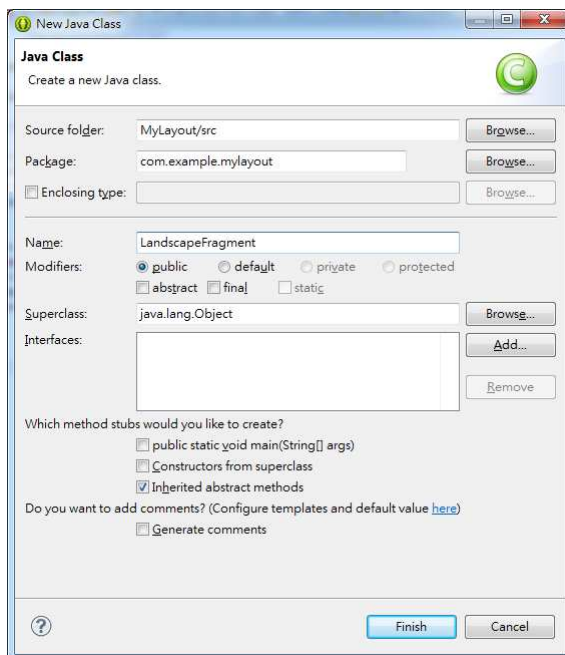 New Java Class
Java Class
Create a new Java class.
Source folder: MyLayout/src Browse...
Package: com.example.mylayout Browse...
Enclosing type: Browse...
Name: LandscapeFragment
Modifiers: public default private protected
abstract final static
Superclass: java.lang.Object Browse...
Interfaces: Add...
Remove
Which method stubs would you like to create?
public static void main(String[] args)
Constructors from superclass
Inherited abstract methods
Do you want to add comments? (Configure templates and default value here)
Generate comments
? Finish Cancel